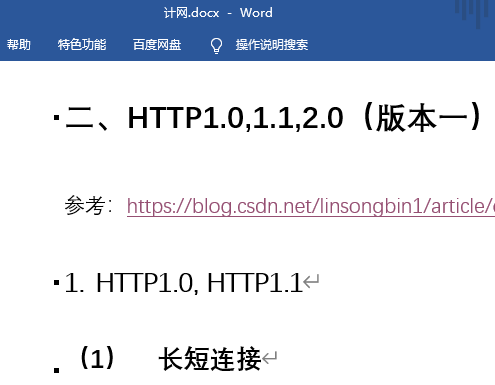 计网.docx - Word
帮助 特色功能 百度网盘 操作说明搜索
二、HTTP1.0,1.1,2.0（版本一）
参考：https://blog.csdn.net/linsongbin1/article/
1. HTTP1.0, HTTP1.1
（1） 长短连接